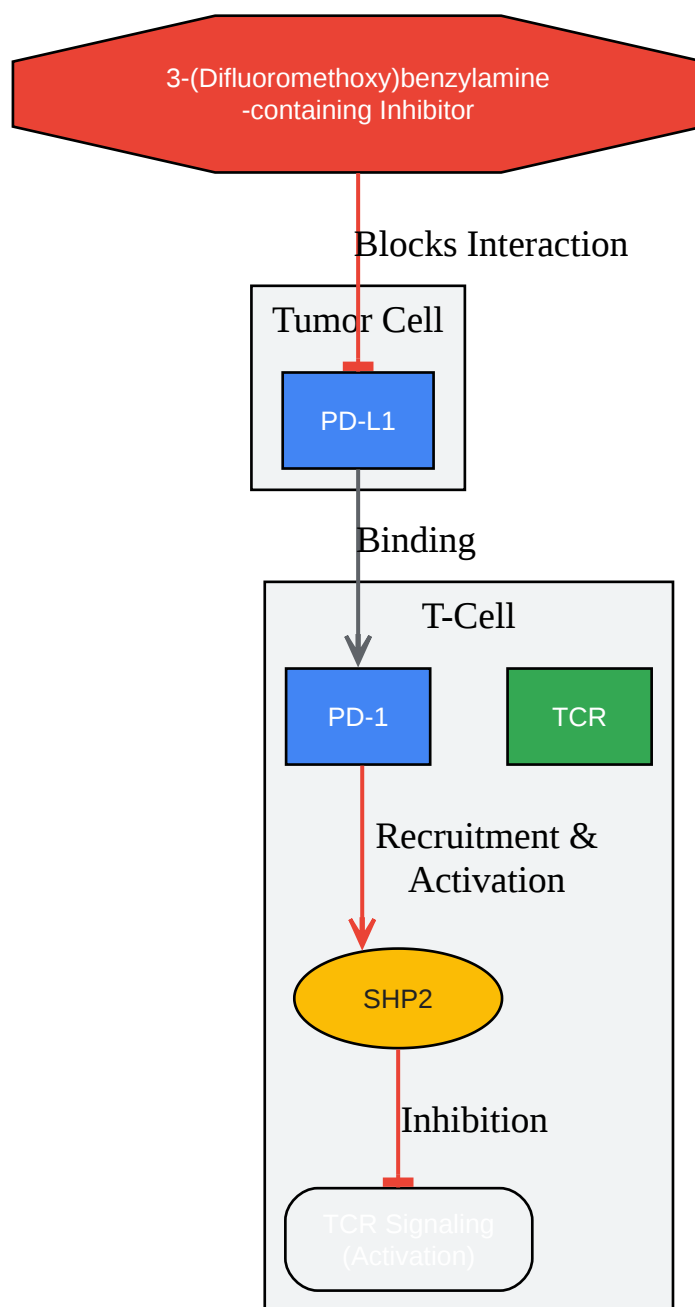 3-(Difluoromethoxy)benzylamine
-containing Inhibitor
Blocks Interaction
Tumor Cell
PD-L1
Binding
T-Cell
PD-1
TCR
Recruitment &
Activation
SHP2
Inhibition
TCR Signaling
(Activation)